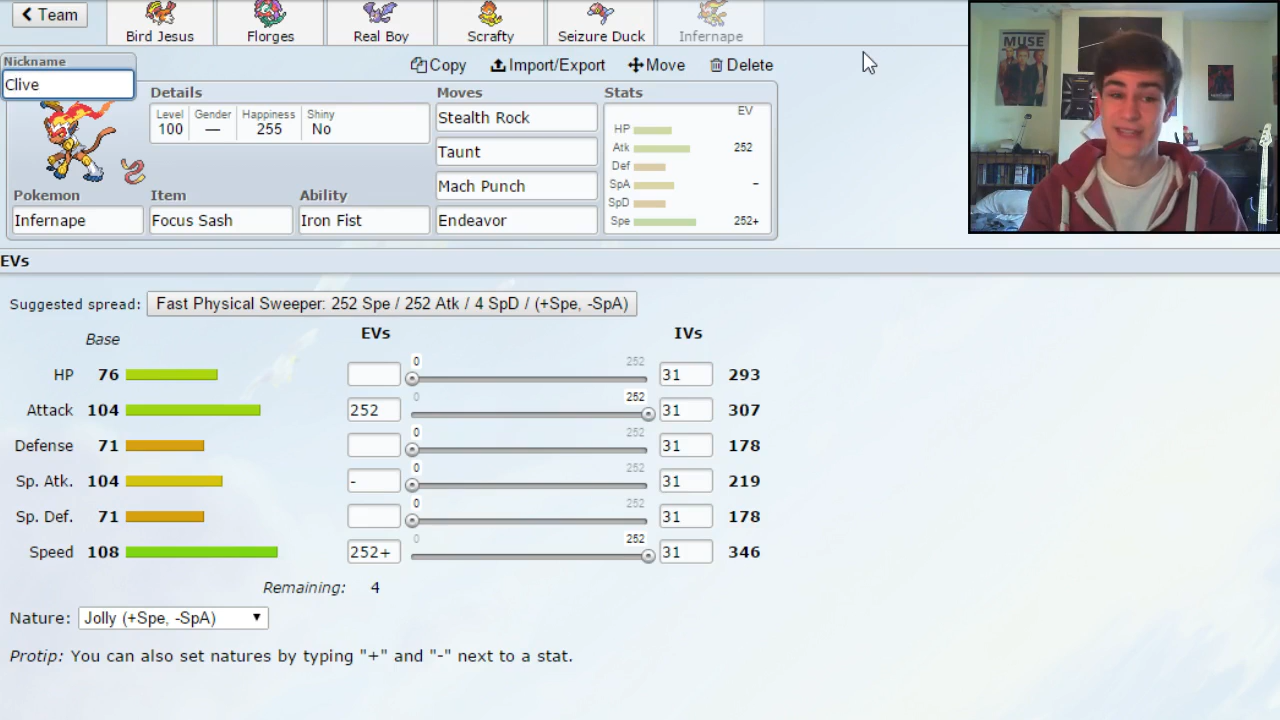 Team
Bird Jesus
Florges
Real Boy
Scrafty
Seizure Duck
Infernape
Nickname
Clive
Copy
Import/Export
Move
Delete
Details
Moves
Stats
Level
Gender
Happiness
Shiny
100
—
255
No
Stealth Rock
Taunt
Mach Punch
Endeavor
EV
HP
Atk 252
Def
SpA -
SpD
Spe 252+
Pokemon
Item
Ability
Infernape
Focus Sash
Iron Fist
EVs
Suggested spread: Fast Physical Sweeper: 252 Spe / 252 Atk / 4 SpD / (+Spe, -SpA)
Base EVs IVs
0 252
HP 76 31 293
0 252
Attack 104 252 31 307
0 252
Defense 71 31 178
0 252
Sp. Atk. 104 - 31 219
0 252
Sp. Def. 71 31 178
0 252
Speed 108 252+ 31 346
Remaining: 4
Nature: Jolly (+Spe, -SpA)
Protip: You can also set natures by typing "+" and "-" next to a stat.
MUSE